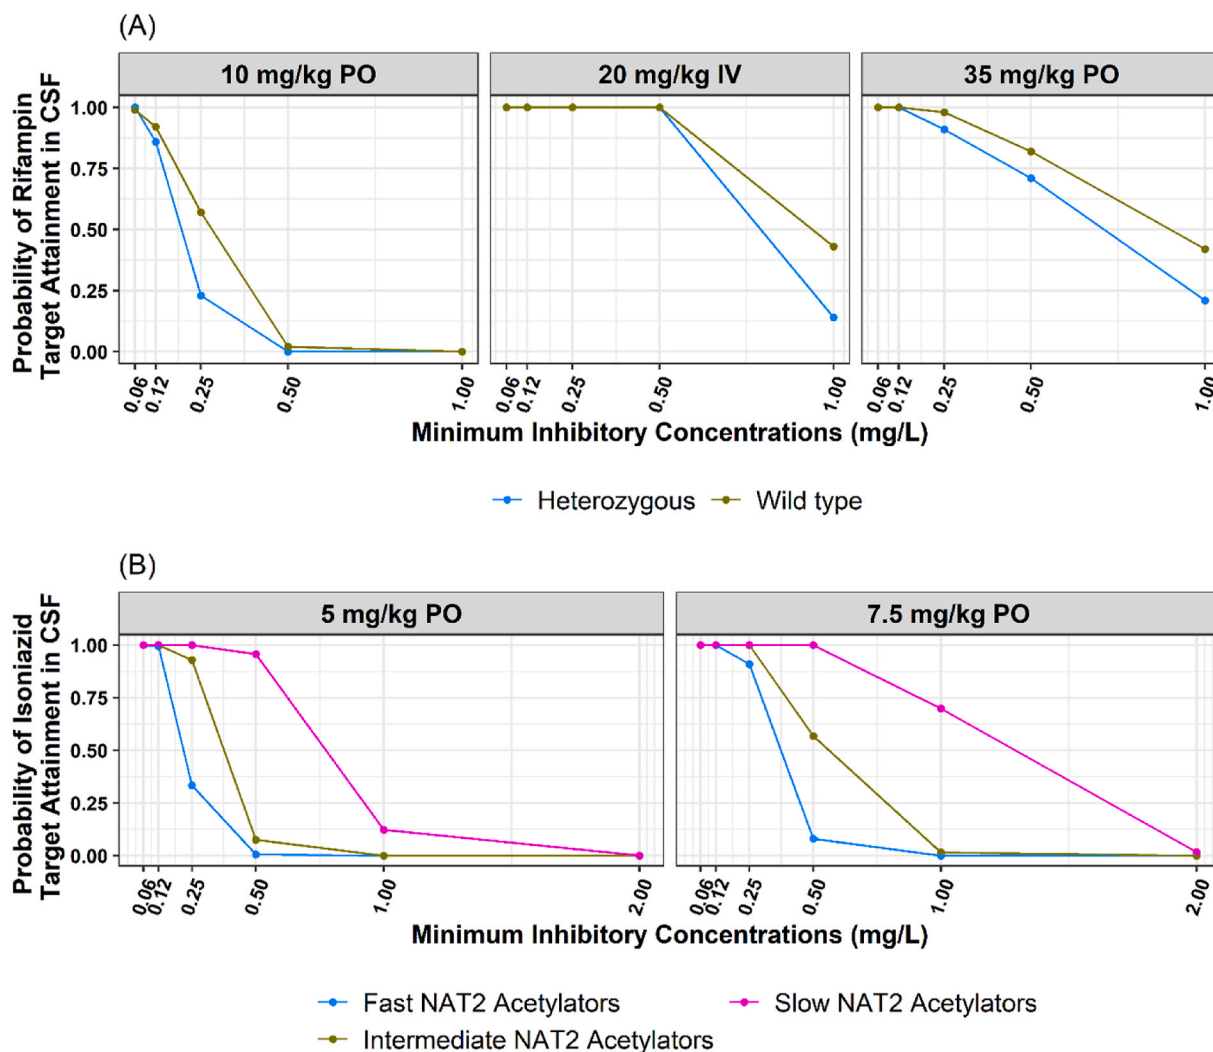 (A)
10 mg/kg PO
20 mg/kg IV
35 mg/kg PO
Probability of Rifampin
Target Attainment in CSF
1.00
0.75
0.50
0.25
0.00
0.06
0.12
0.25
0.50
1.00
0.06
0.12
0.25
0.50
1.00
0.06
0.12
0.25
0.50
1.00
Minimum Inhibitory Concentrations (mg/L)
Heterozygous
Wild type
(B)
5 mg/kg PO
7.5 mg/kg PO
Probability of Isoniazid
Target Attainment in CSF
1.00
0.75
0.50
0.25
0.00
0.06
0.12
0.25
0.50
1.00
2.00
0.06
0.12
0.25
0.50
1.00
2.00
Minimum Inhibitory Concentrations (mg/L)
Fast NAT2 Acetylators
Slow NAT2 Acetylators
Intermediate NAT2 Acetylators